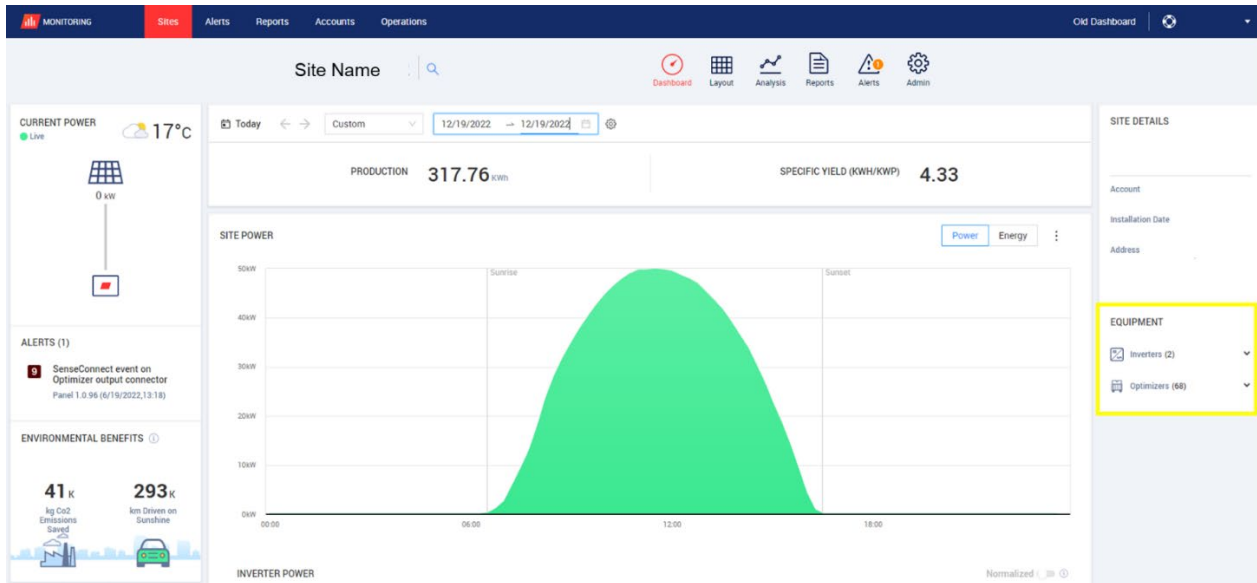 MONITORING
Sites
Alerts
Reports
Accounts
Operations
Old Dashboard
Site Name
Dashboard
Layout
Analysis
Reports
Alerts
Admin
CURRENT POWER
Live
17°c
0 kW
ALERTS (1)
9
SenseConnect event on
Optimizer output connector
Panel 1.0.96 (6/19/2022,13:18)
ENVIRONMENTAL BENEFITS
41 K
kg Co2
Emissions
Saved
293 K
km Driven on
Sunshine
Today
Custom
12/19/2022 → 12/19/2022
PRODUCTION 317.76 KWh
SPECIFIC YIELD (KWH/KWP) 4.33
SITE POWER
Power
Energy
50kW
40kW
30kW
20kW
10kW
0kW
Sunrise
Sunset
00:00
06:00
12:00
18:00
INVERTER POWER
Normalized
SITE DETAILS
Account
Installation Date
Address
EQUIPMENT
Inverters (2)
Optimizers (68)